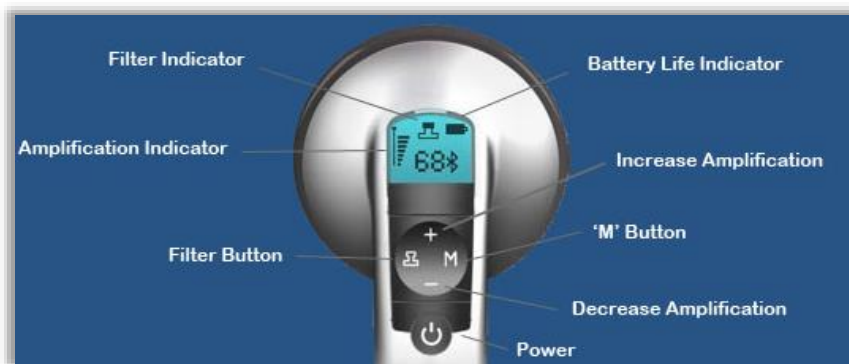 Filter Indicator
Battery Life Indicator
Amplification Indicator
68
Increase Amplification
+
'M' Button
Filter Button
M
−
Decrease Amplification
Power